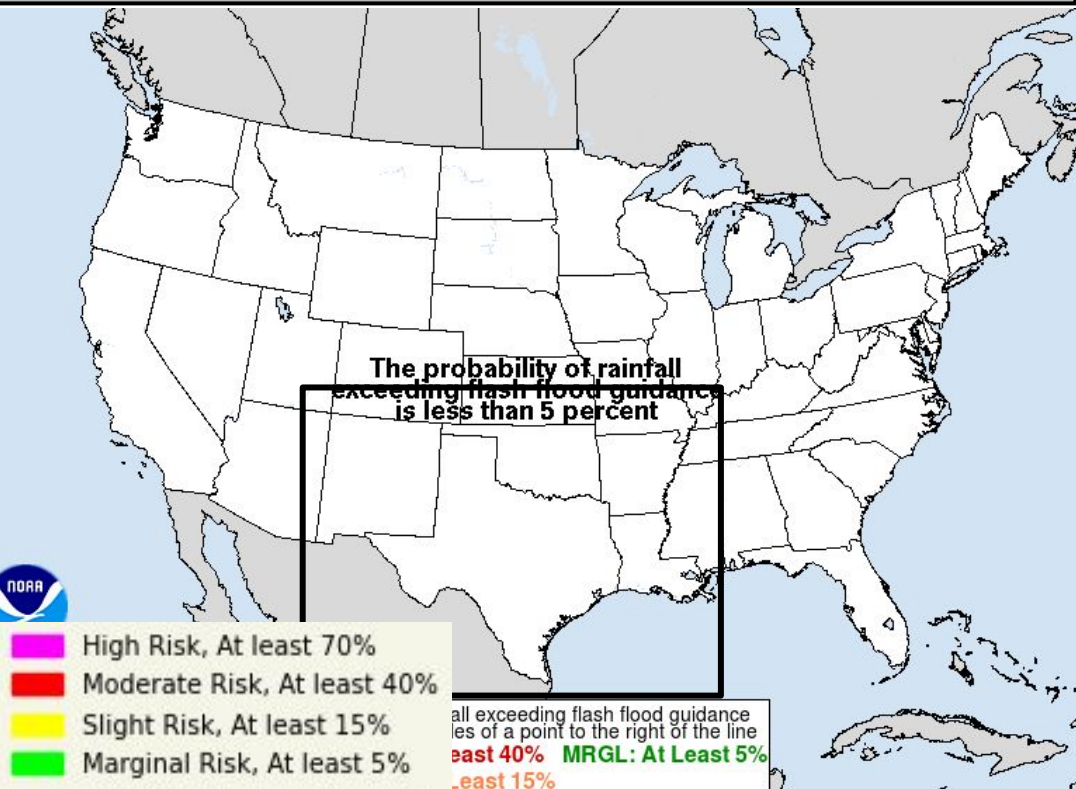 The probability of rainfall
exceeding flash flood guidance
is less than 5 percent
NOAA
High Risk, At least 70%
Moderate Risk, At least 40%
Slight Risk, At least 15%
Marginal Risk, At least 5%
all exceeding flash flood guidance
les of a point to the right of the line
east 40% MRGL: At Least 5%
Least 15%